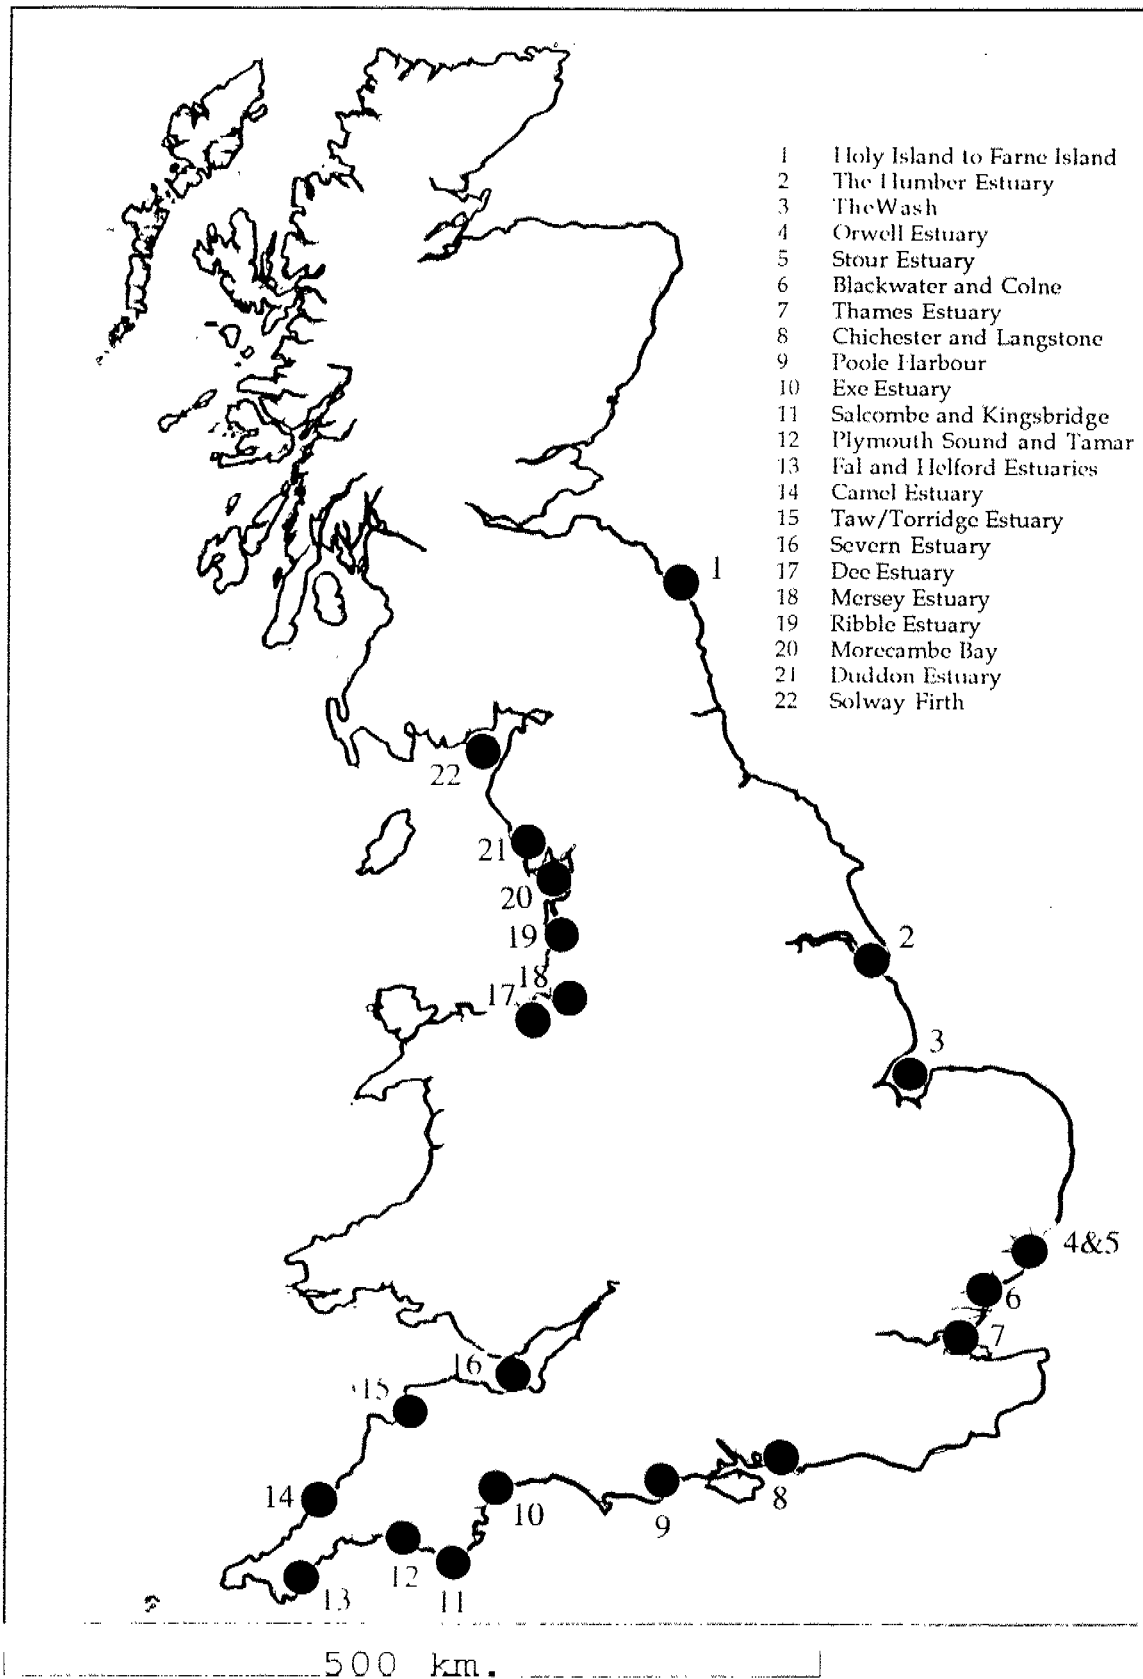 1 Holy Island to Farne Island
2 The Humber Estuary
3 TheWash
4 Orwell Estuary
5 Stour Estuary
6 Blackwater and Colne
7 Thames Estuary
8 Chichester and Langstone
9 Poole Harbour
10 Exe Estuary
11 Salcombe and Kingsbridge
12 Plymouth Sound and Tamar
13 Fal and Helford Estuaries
14 Camel Estuary
15 Taw/Torridge Estuary
16 Severn Estuary
17 Dee Estuary
18 Mersey Estuary
19 Ribble Estuary
20 Morecambe Bay
21 Duddon Estuary
22 Solway Firth
1
22
21
20
19
2
18
17
3
4&5
6
7
16
15
14
10
9
8
12
11
13
500 km.